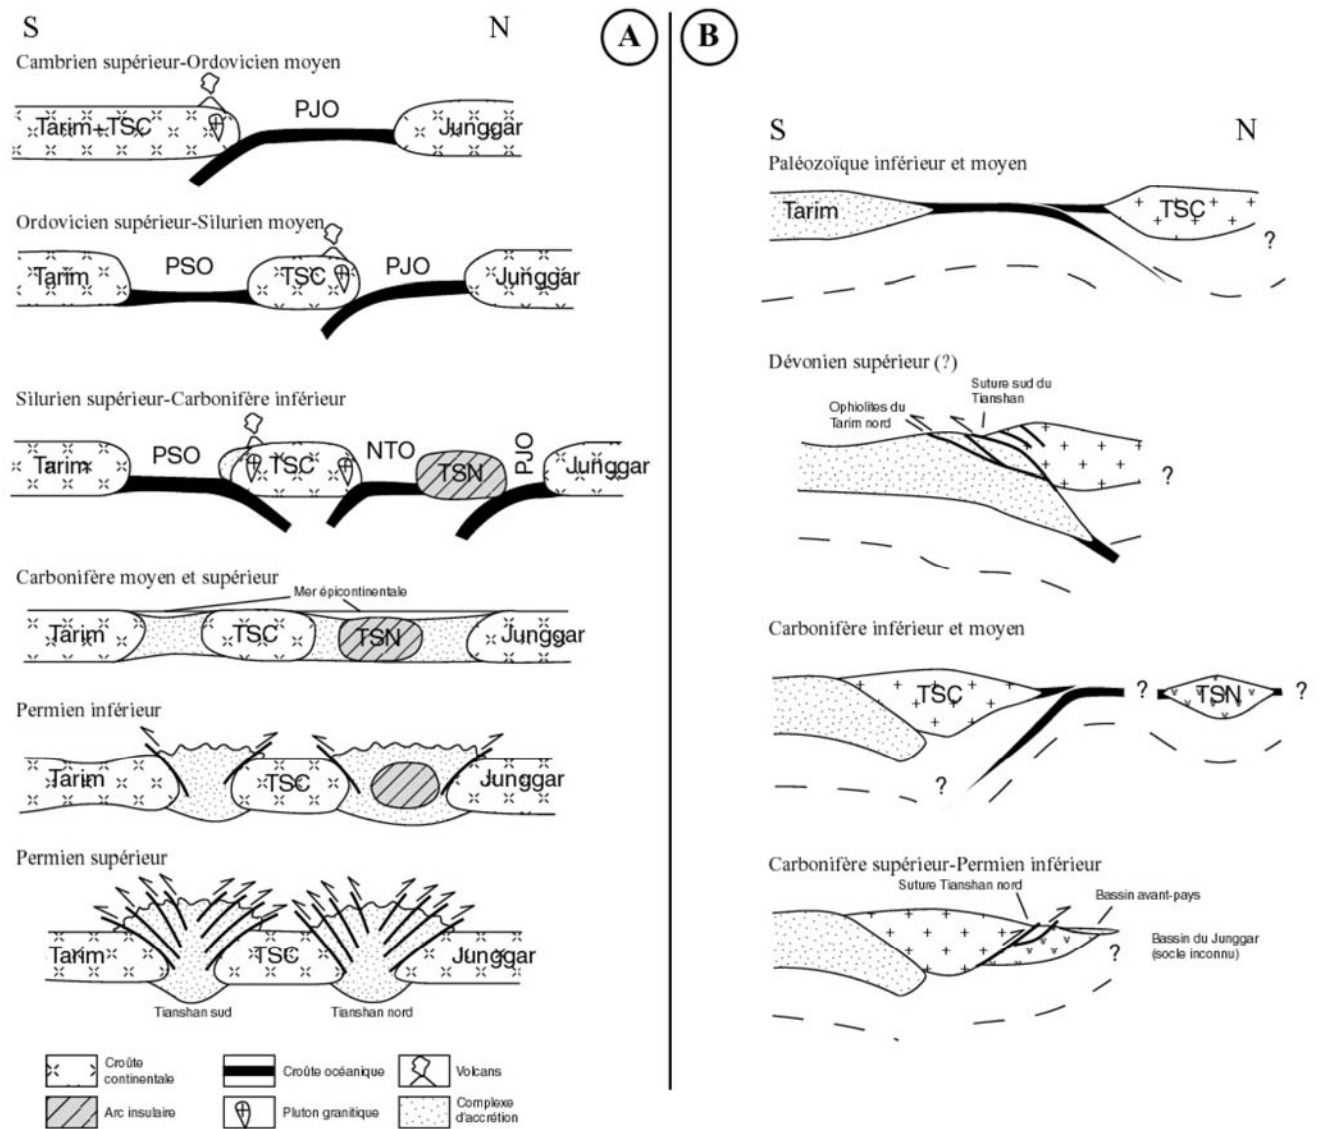 S
N
A
Cambrien supérieur-Ordovicien moyen
PJO
Tarim+TSC
Junggar
Ordovicien supérieur-Silurien moyen
PSO
PJO
Tarim
TSC
Junggar
Silurien supérieur-Carbonifère inférieur
PSO
NTO
PJO
Tarim
TSC
TSN
Junggar
Carbonifère moyen et supérieur
Mer épicontinentale
Tarim
TSC
TSN
Junggar
Permien inférieur
Tarim
TSC
Junggar
Permien supérieur
Tarim
TSC
Junggar
Tianshan sud
Tianshan nord
Croûte
continentale
Croûte océanique
Volcans
Arc insulaire
Pluton granitique
Complexe
d'accrétion
B
S
N
Paléozoïque inférieur et moyen
Tarim
TSC
?
Dévonien supérieur (?)
Suture sud du
Tianshan
Ophiolites du
Tarim nord
?
Carbonifère inférieur et moyen
TSC
?
TSN
?
?
Carbonifère supérieur-Permien inférieur
Suture Tianshan nord
Bassin avant-pays
Bassin du Junggar
(socle inconnu)
?